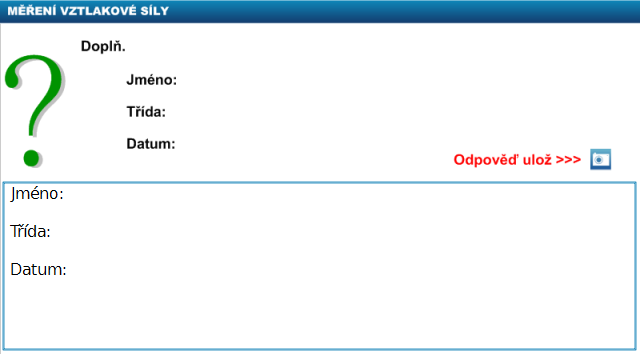 MĚŘENÍ VZTLAKOVÉ SÍLY
Doplň.
Jméno:
Třída:
Datum:
Odpověď ulož >>>
Jméno:
Třída:
Datum: